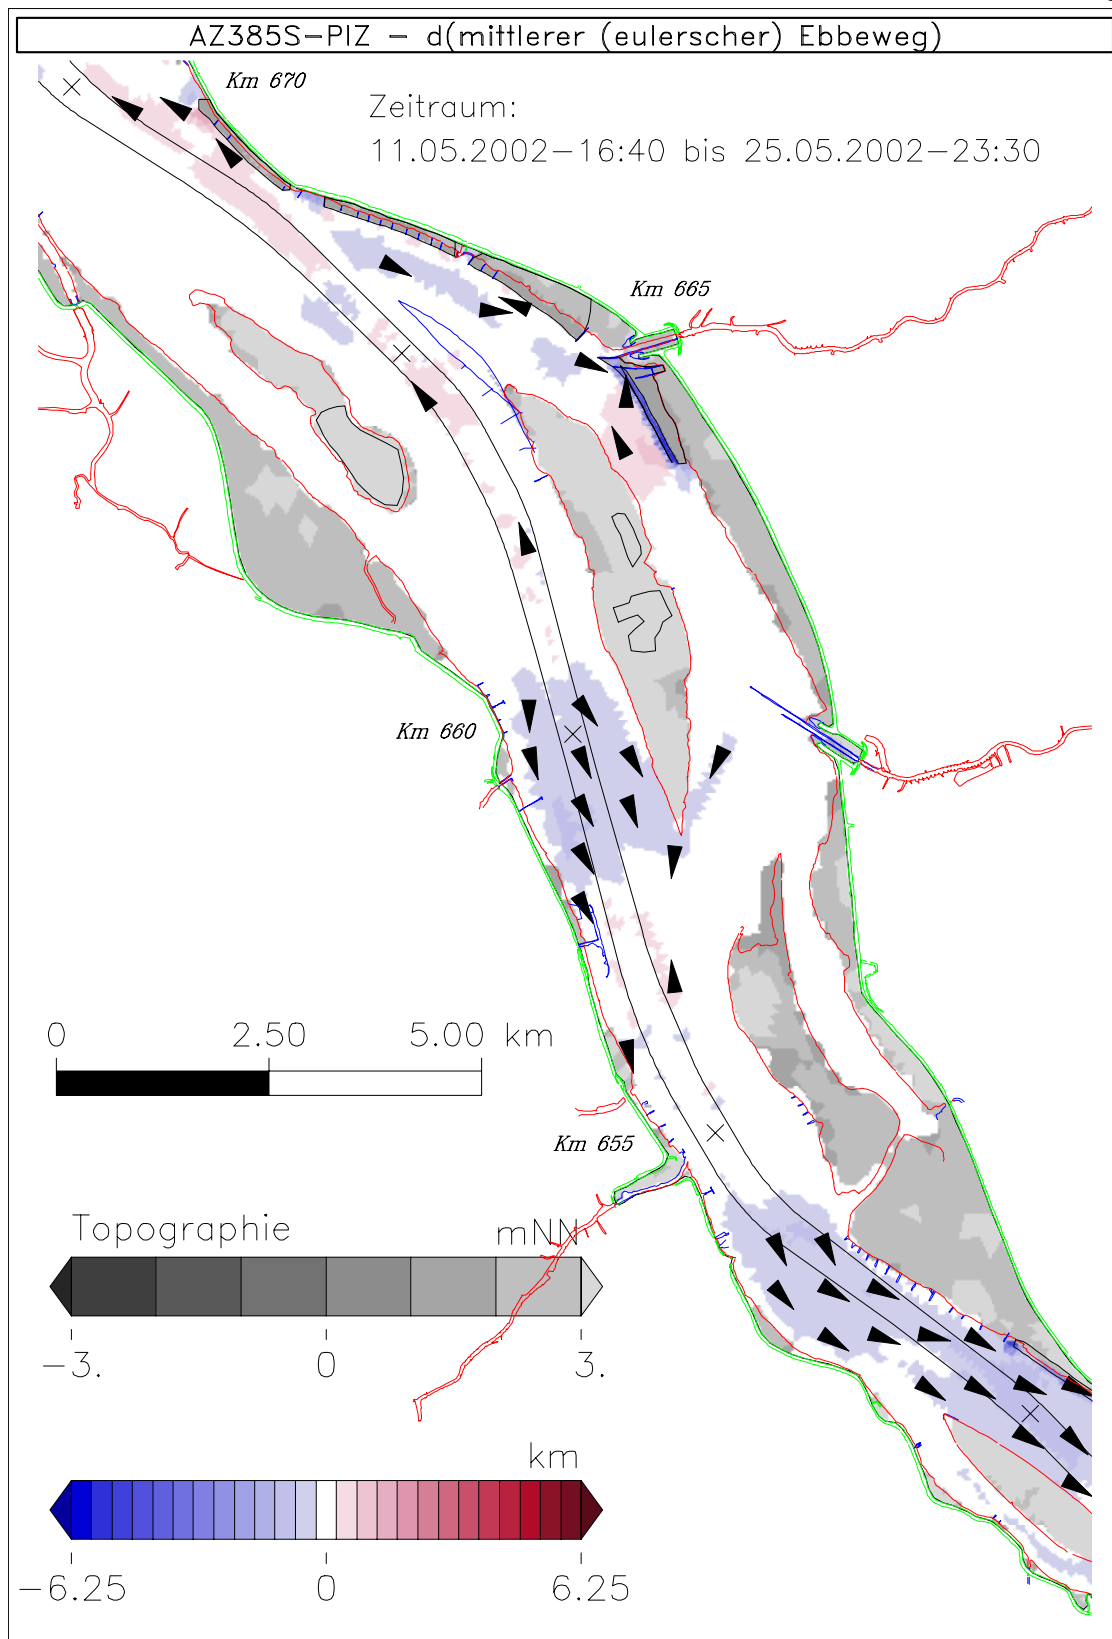 AZ385S-PIZ - d(mittlerer (eulerscher) Ebbeweg)
Km 670
Zeitraum:
11.05.2002-16:40 bis 25.05.2002-23:30
Km 665
Km 660
0 2.50 5.00 km
Km 655
Topographie mNN
-3. 0 3.
km
-6.25 0 6.25